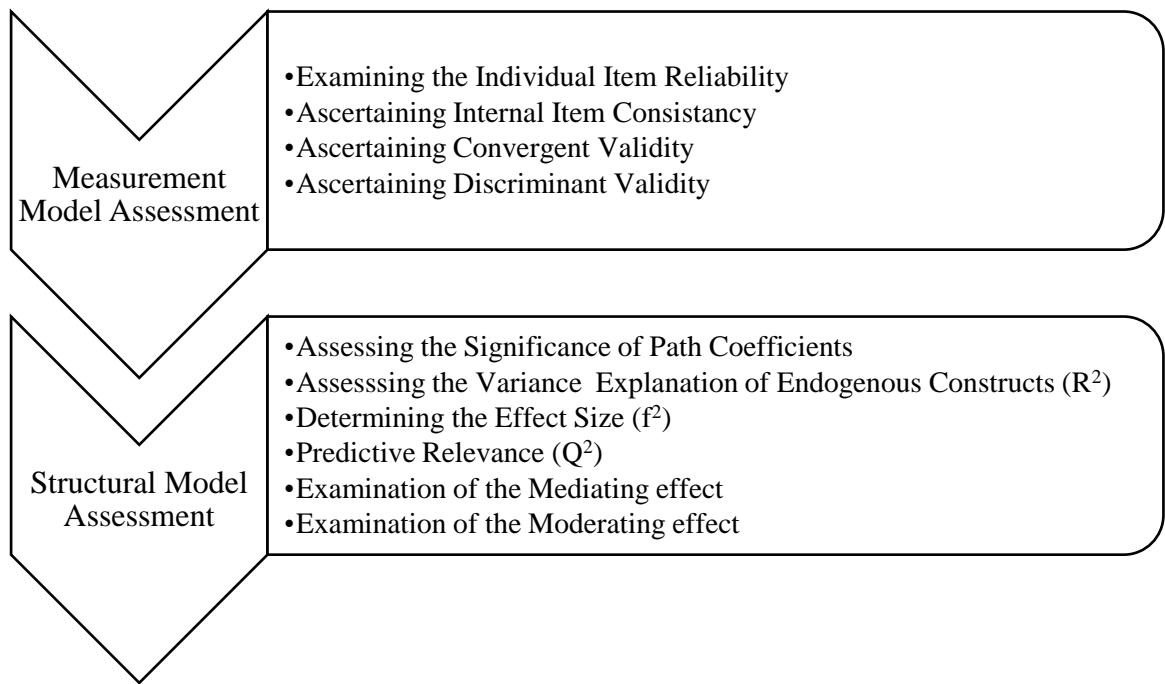 Measurement
Model Assessment
•Examining the Individual Item Reliability
•Ascertaining Internal Item Consistancy
•Ascertaining Convergent Validity
•Ascertaining Discriminant Validity
Structural Model
Assessment
•Assessing the Significance of Path Coefficients
•Assesssing the Variance  Explanation of Endogenous Constructs (R²)
•Determining the Effect Size (f²)
•Predictive Relevance (Q²)
•Examination of the Mediating effect
•Examination of the Moderating effect